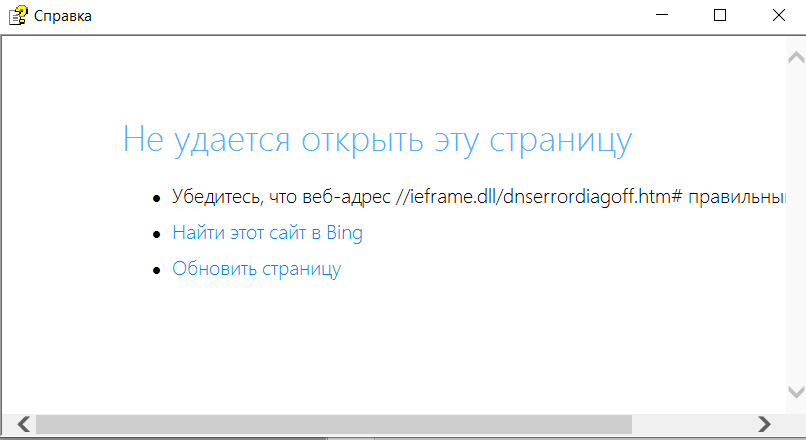 Справка
Не удается открыть эту страницу
Убедитесь, что веб-адрес //ieframe.dll/dnserrordiagoff.htm# правильны
Найти этот сайт в Bing
Обновить страницу